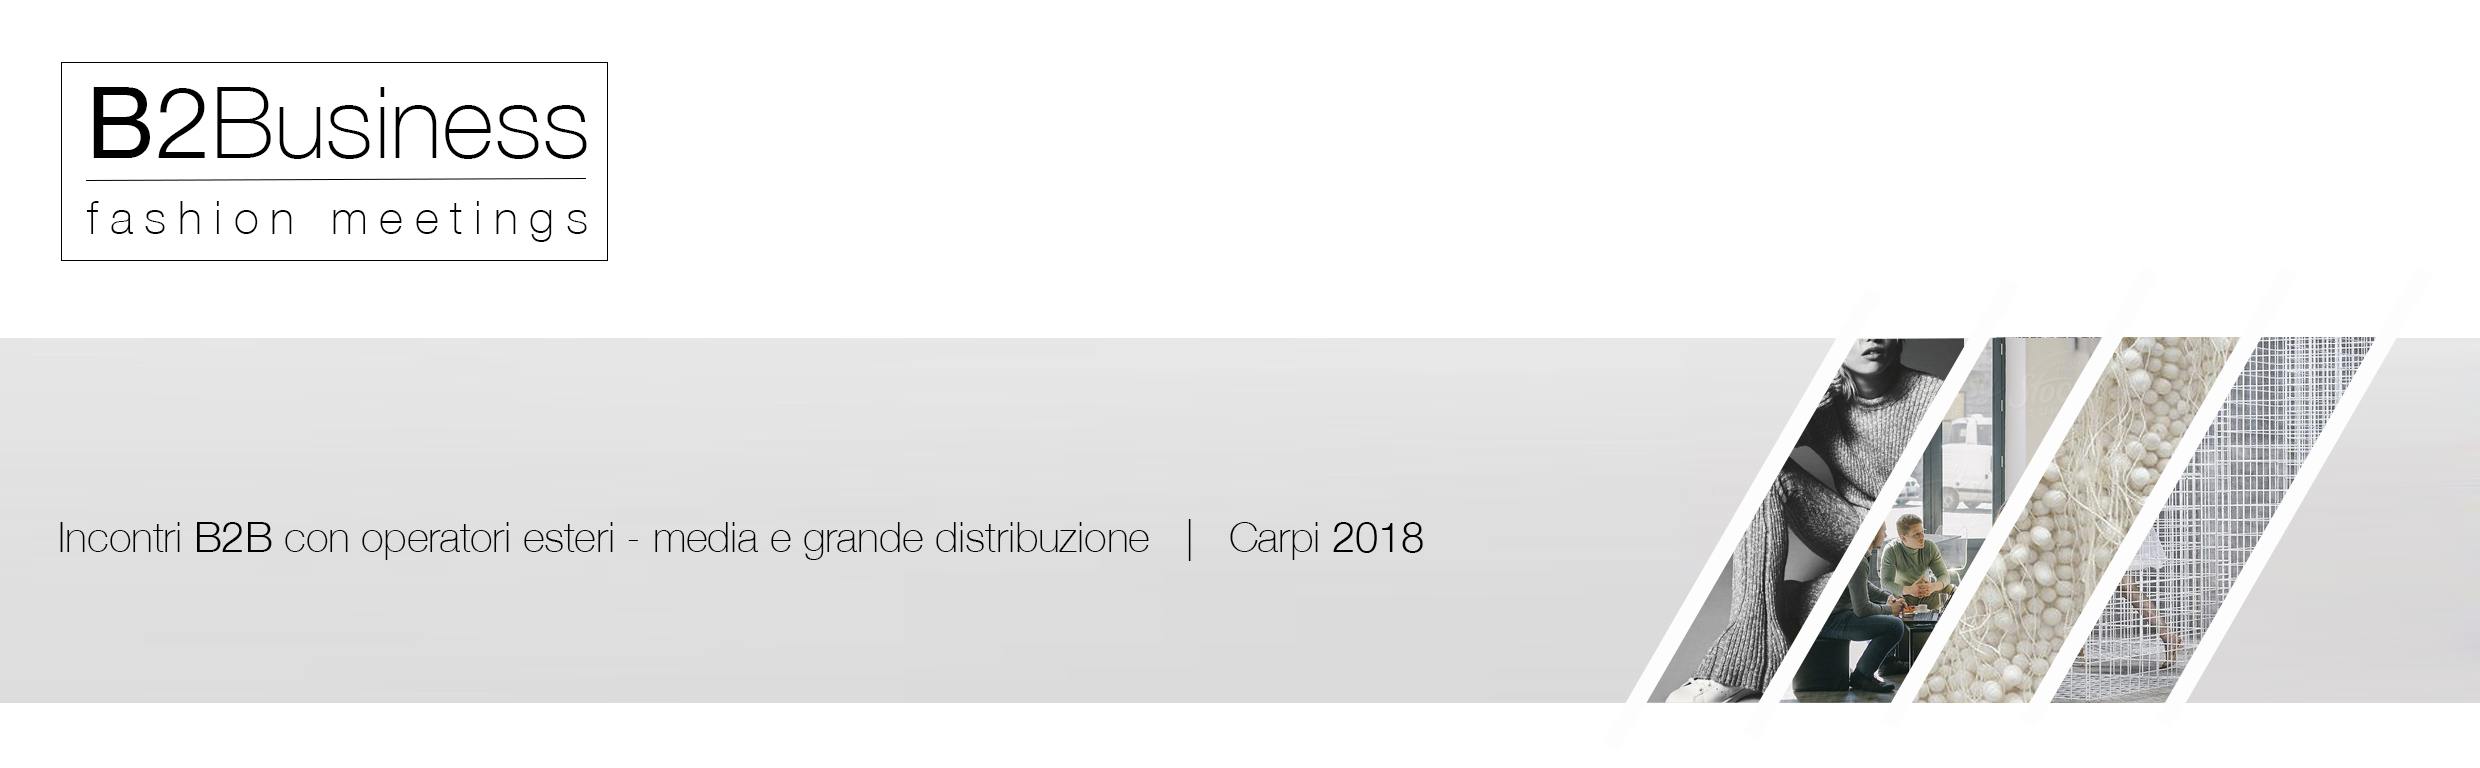 B2Business
fashion meetings
Incontri B2B con operatori esteri - media e grande distribuzione | Carpi 2018